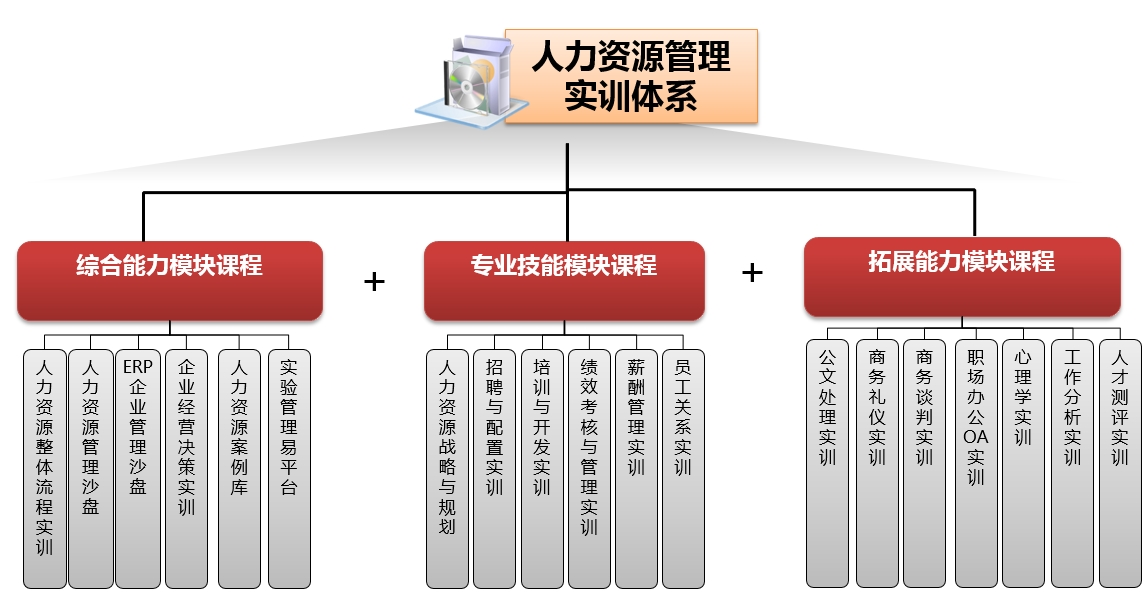 人力资源管理
实训体系
综合能力模块课程
+
专业技能模块课程
+
拓展能力模块课程
人力资源整体流程实训
人力资源管理沙盘
ERP企业管理沙盘
企业经营决策实训
人力资源案例库
实验管理易平台
人力资源战略与规划
招聘与配置实训
培训与开发实训
绩效考核与管理实训
薪酬管理实训
员工关系实训
公文处理实训
商务礼仪实训
商务谈判实训
职场办公OA实训
心理学实训
工作分析实训
人才测评实训